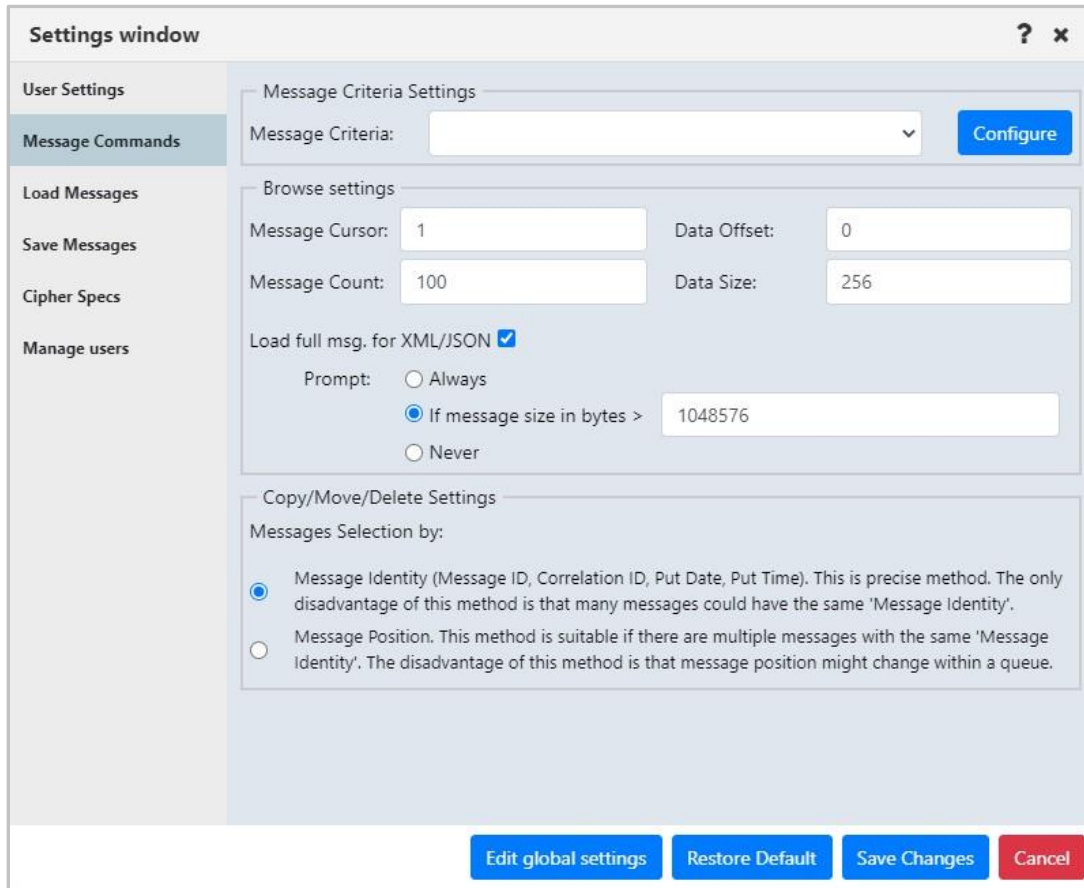 Settings window ? ×
User Settings
Message Commands
Load Messages
Save Messages
Cipher Specs
Manage users
Message Criteria Settings
Message Criteria: Configure
Browse settings
Message Cursor: 1 Data Offset: 0
Message Count: 100 Data Size: 256
Load full msg. for XML/JSON
Prompt: Always
If message size in bytes > 1048576
Never
Copy/Move/Delete Settings
Messages Selection by:
Message Identity (Message ID, Correlation ID, Put Date, Put Time). This is precise method. The only
disadvantage of this method is that many messages could have the same 'Message Identity'.
Message Position. This method is suitable if there are multiple messages with the same 'Message
Identity'. The disadvantage of this method is that message position might change within a queue.
Edit global settings Restore Default Save Changes Cancel